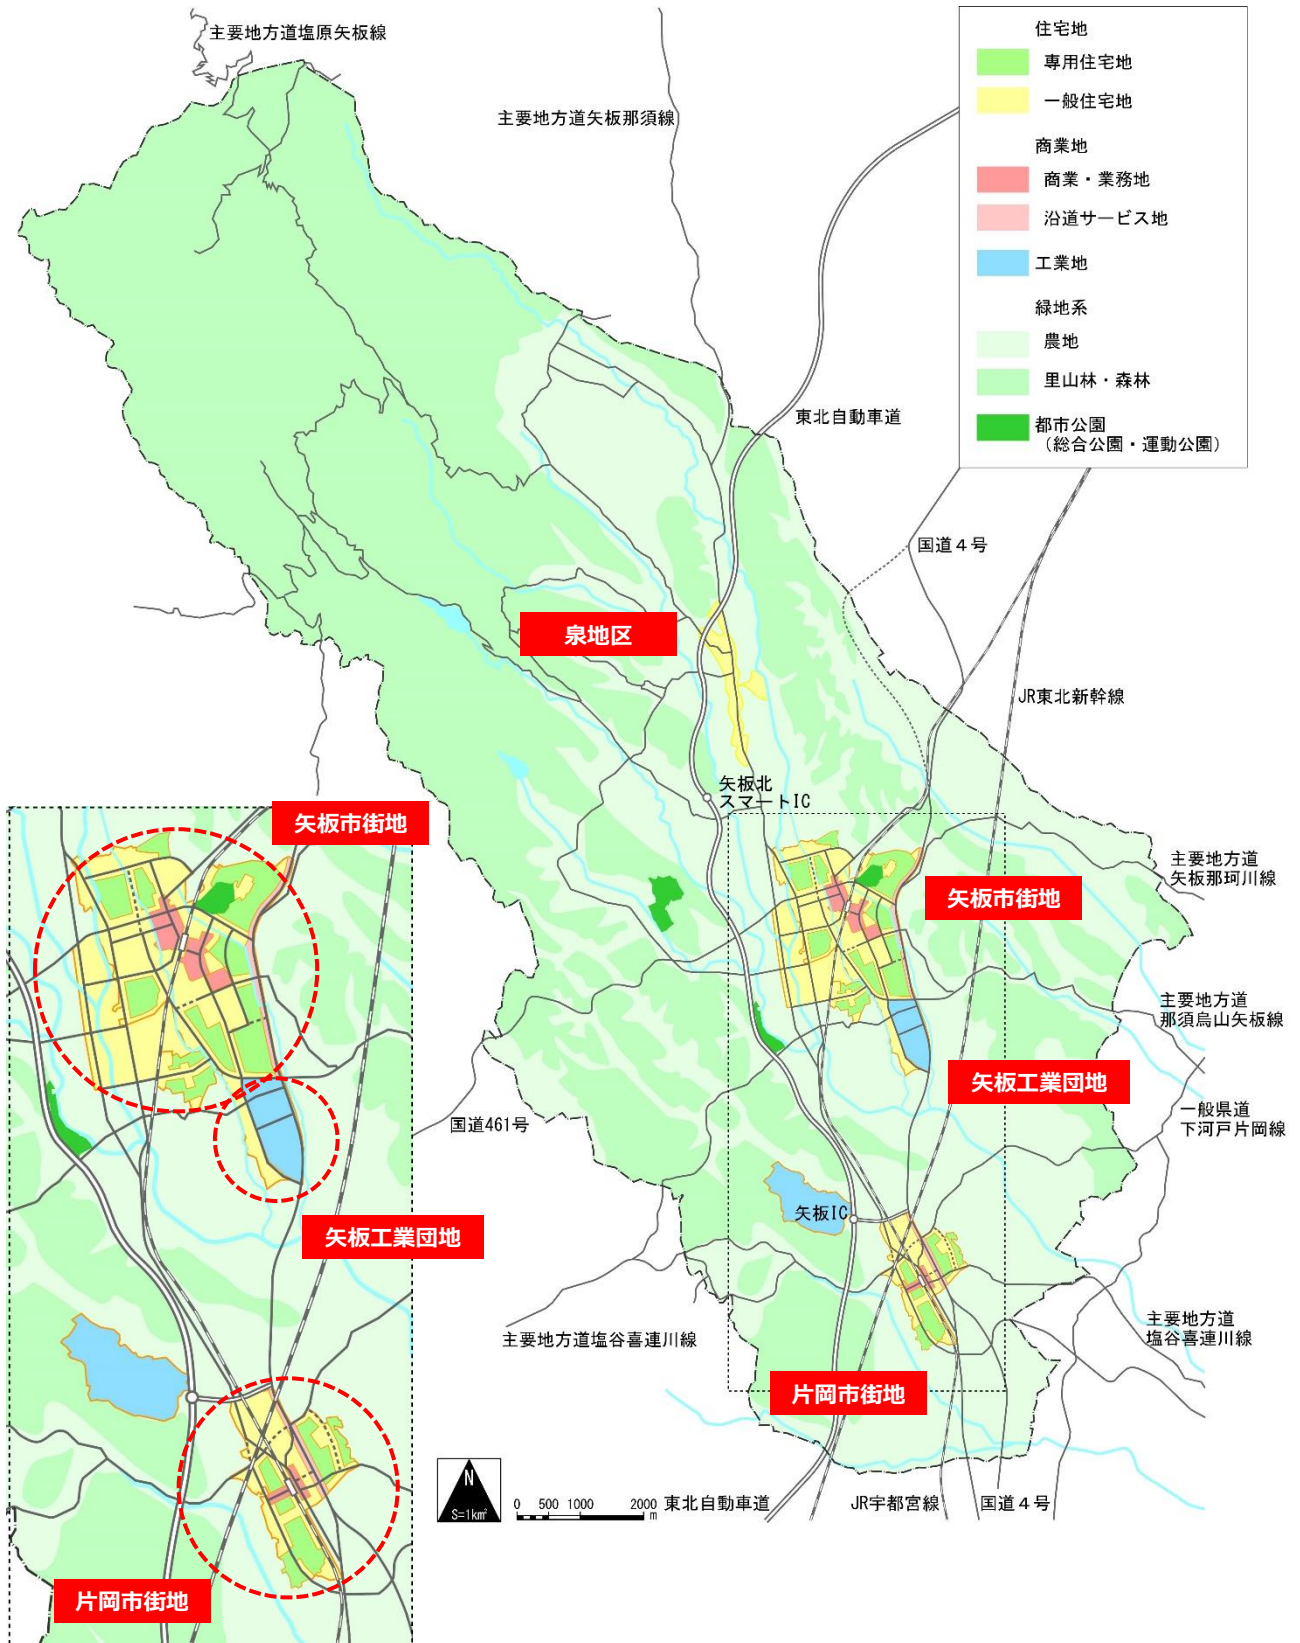 主要地方道塩原矢板線
主要地方道矢板那須線
住宅地
専用住宅地
一般住宅地
商業地
商業・業務地
沿道サービス地
工業地
緑地系
農地
里山林・森林
都市公園
（総合公園・運動公園）
東北自動車道
国道４号
泉地区
JR東北新幹線
矢板北
スマートIC
矢板市街地
矢板市街地
主要地方道
矢板那珂川線
主要地方道
那須烏山矢板線
矢板工業団地
一般県道
下河戸片岡線
国道461号
矢板工業団地
矢板IC
主要地方道塩谷喜連川線
主要地方道
塩谷喜連川線
片岡市街地
片岡市街地
N
S=1k㎡
0 500 1000 2000
m
東北自動車道
JR宇都宮線
国道４号